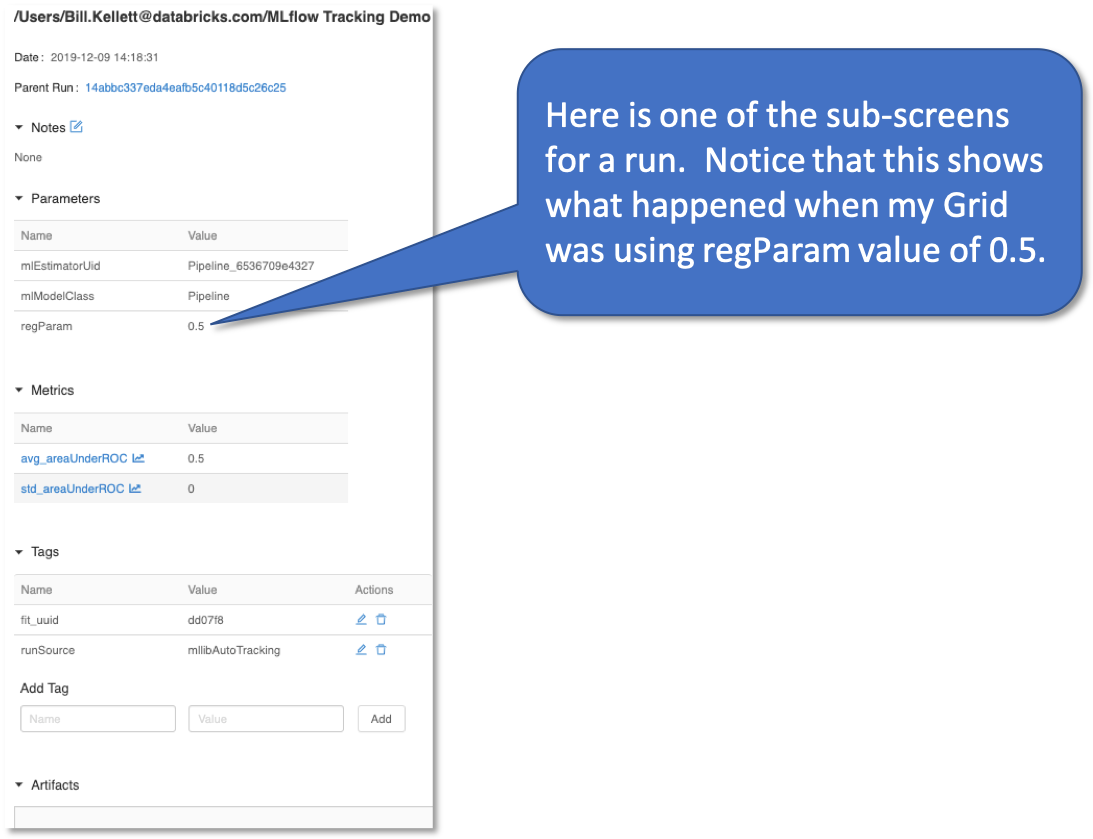 /Users/Bill.Kellett@databricks.com/MLflow Tracking Demo
Date: 2019-12-09 14:18:31
Parent Run: 14abbc337eda4eafb5c40118d5c26c25
Notes
None
Parameters
Name Value
mlEstimatorUid Pipeline_6536709e4327
mlModelClass Pipeline
regParam 0.5
Metrics
Name Value
avg_areaUnderROC 0.5
std_areaUnderROC 0
Tags
Name Value Actions
fit_uuid dd07f8
runSource mllibAutoTracking
Add Tag
Name Value Add
Artifacts
Here is one of the sub-screens
for a run. Notice that this shows
what happened when my Grid
was using regParam value of 0.5.